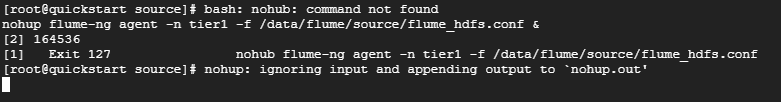 [root@quickstart source]# bash: nohub: command not found
nohup flume-ng agent -n tier1 -f /data/flume/source/flume_hdfs.conf &
[2] 164536
[1]   Exit 127                nohub flume-ng agent -n tier1 -f /data/flume/source/flume_hdfs.conf
[root@quickstart source]# nohup: ignoring input and appending output to `nohup.out'